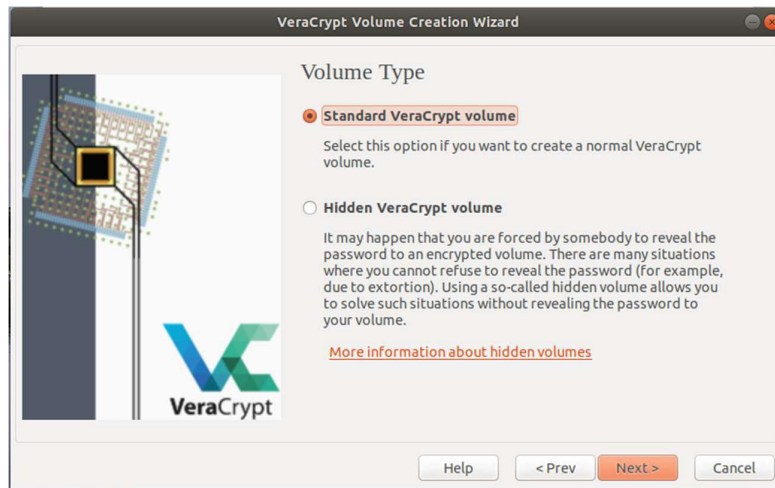 VeraCrypt Volume Creation Wizard
Volume Type
Standard VeraCrypt volume
Select this option if you want to create a normal VeraCrypt
volume.
Hidden VeraCrypt volume
It may happen that you are forced by somebody to reveal the
password to an encrypted volume. There are many situations
where you cannot refuse to reveal the password (for example,
due to extortion). Using a so-called hidden volume allows you
to solve such situations without revealing the password to
your volume.
More information about hidden volumes
VeraCrypt
Help
< Prev
Next >
Cancel